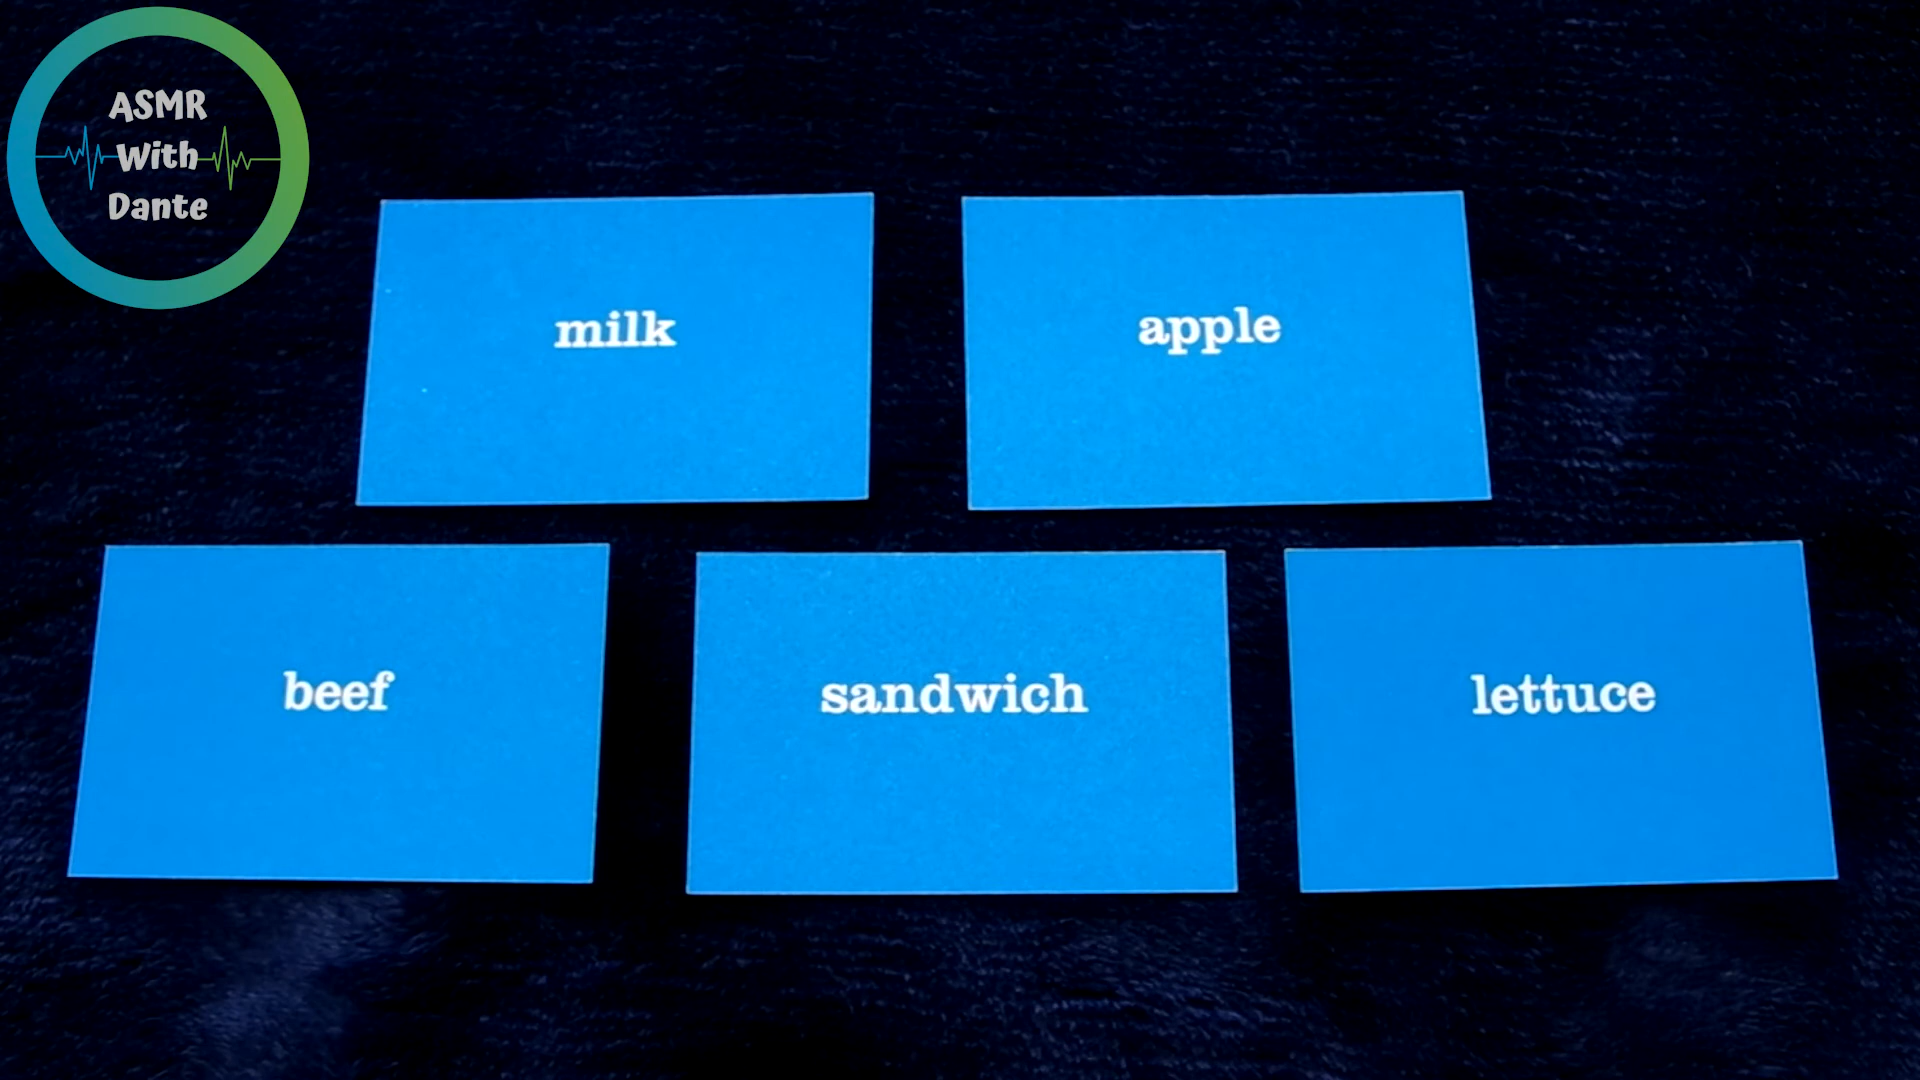 ASMR
With
Dante
milk
apple
beef
sandwich
lettuce